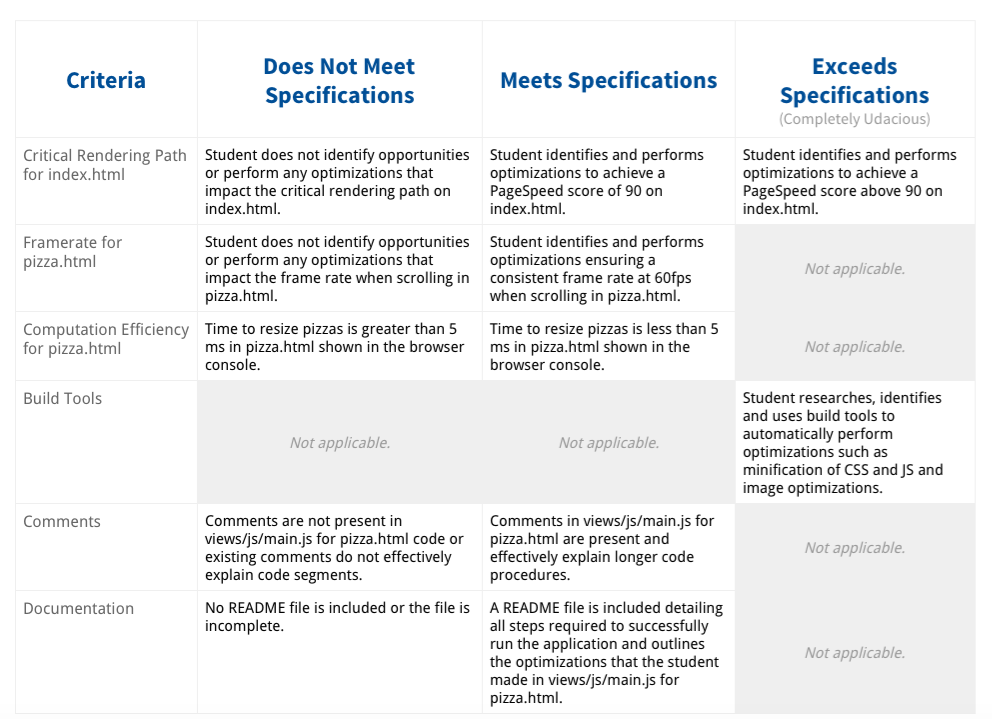 Criteria
Does Not Meet
Specifications
Meets Specifications
Exceeds
Specifications
(Completely Udacious)
Critical Rendering Path
for index.html
Student does not identify opportunities
or perform any optimizations that
impact the critical rendering path on
index.html.
Student identifies and performs
optimizations to achieve a
PageSpeed score of 90 on
index.html.
Student identifies and performs
optimizations to achieve a
PageSpeed score above 90 on
index.html.
Framerate for
pizza.html
Student does not identify opportunities
or perform any optimizations that
impact the frame rate when scrolling in
pizza.html.
Student identifies and performs
optimizations ensuring a
consistent frame rate at 60fps
when scrolling in pizza.html.
Not applicable.
Computation Efficiency
for pizza.html
Time to resize pizzas is greater than 5
ms in pizza.html shown in the browser
console.
Time to resize pizzas is less than 5
ms in pizza.html shown in the
browser console.
Not applicable.
Build Tools
Not applicable.
Not applicable.
Student researches, identifies
and uses build tools to
automatically perform
optimizations such as
minification of CSS and JS and
image optimizations.
Comments
Comments are not present in
views/js/main.js for pizza.html code or
existing comments do not effectively
explain code segments.
Comments in views/js/main.js for
pizza.html are present and
effectively explain longer code
procedures.
Not applicable.
Documentation
No README file is included or the file is
incomplete.
A README file is included detailing
all steps required to successfully
run the application and outlines
the optimizations that the student
made in views/js/main.js for
pizza.html.
Not applicable.